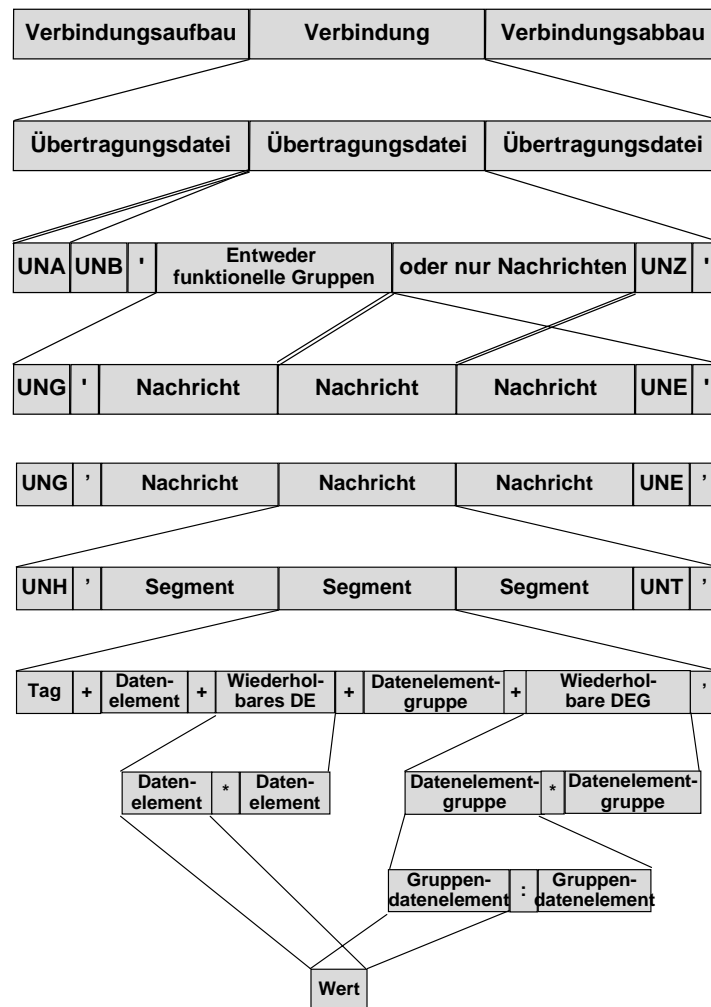 Verbindungsaufbau Verbindung Verbindungsabbau
Übertragungsdatei Übertragungsdatei Übertragungsdatei
UNA UNB ' Entweder funktionelle Gruppen oder nur Nachrichten UNZ '
UNG ' Nachricht Nachricht Nachricht UNE '
UNG ’ Nachricht Nachricht Nachricht UNE ’
UNH ’ Segment Segment Segment UNT ’
Tag + Daten-
element + Wiederhol-
bares DE + Datenelement-
gruppe + Wiederhol-
bare DEG ’
Daten-
element * Daten-
element
Datenelement-
gruppe * Datenelement-
gruppe
Gruppen-
datenelement : Gruppen-
datenelement
Wert